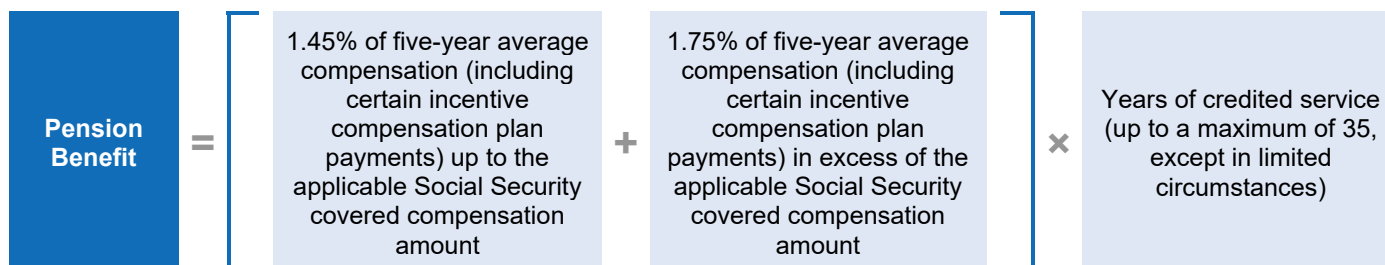 Pension
Benefit
=
1.45% of five-year average
compensation (including
certain incentive
compensation plan
payments) up to the
applicable Social Security
covered compensation
amount
+
1.75% of five-year average
compensation (including
certain incentive
compensation plan
payments) in excess of the
applicable Social Security
covered compensation
amount
×
Years of credited service
(up to a maximum of 35,
except in limited
circumstances)